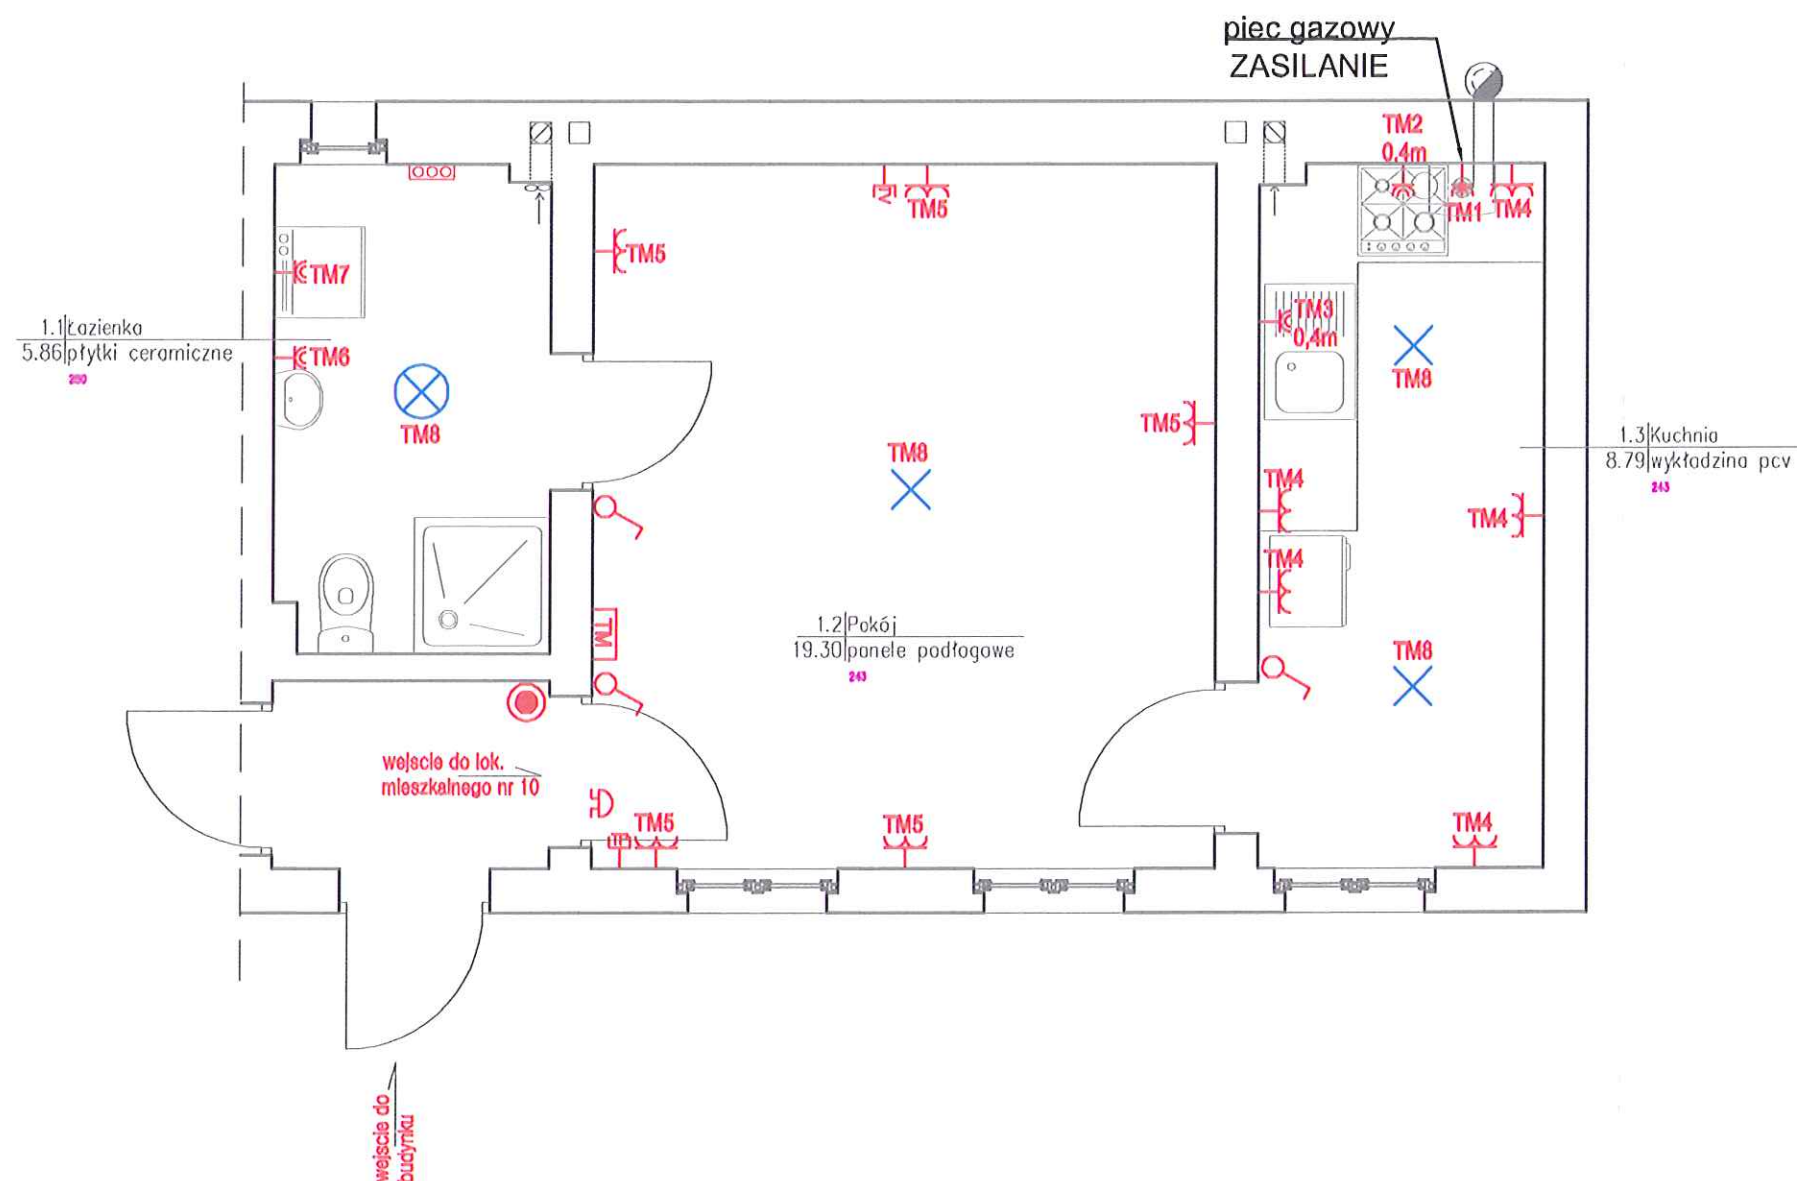 piec gazowy
ZASILANIE
TM2
0,4m
TM1
TM4
TV
TM5
TM5
TM7
TM3
0,4m
1.1 Łazienka
5.86 płytki ceramiczne
TM6
TM8
TM8
TM5
TM8
1.3 Kuchnia
8.79 wykładzina pcv
243
TM4
TM4
TM4
TM
1.2 Pokój
19.30 panele podłogowe
243
TM8
wejscie do lok.
mieszkalnego nr 10
TM5
TM5
TM4
wejscie do
budynku